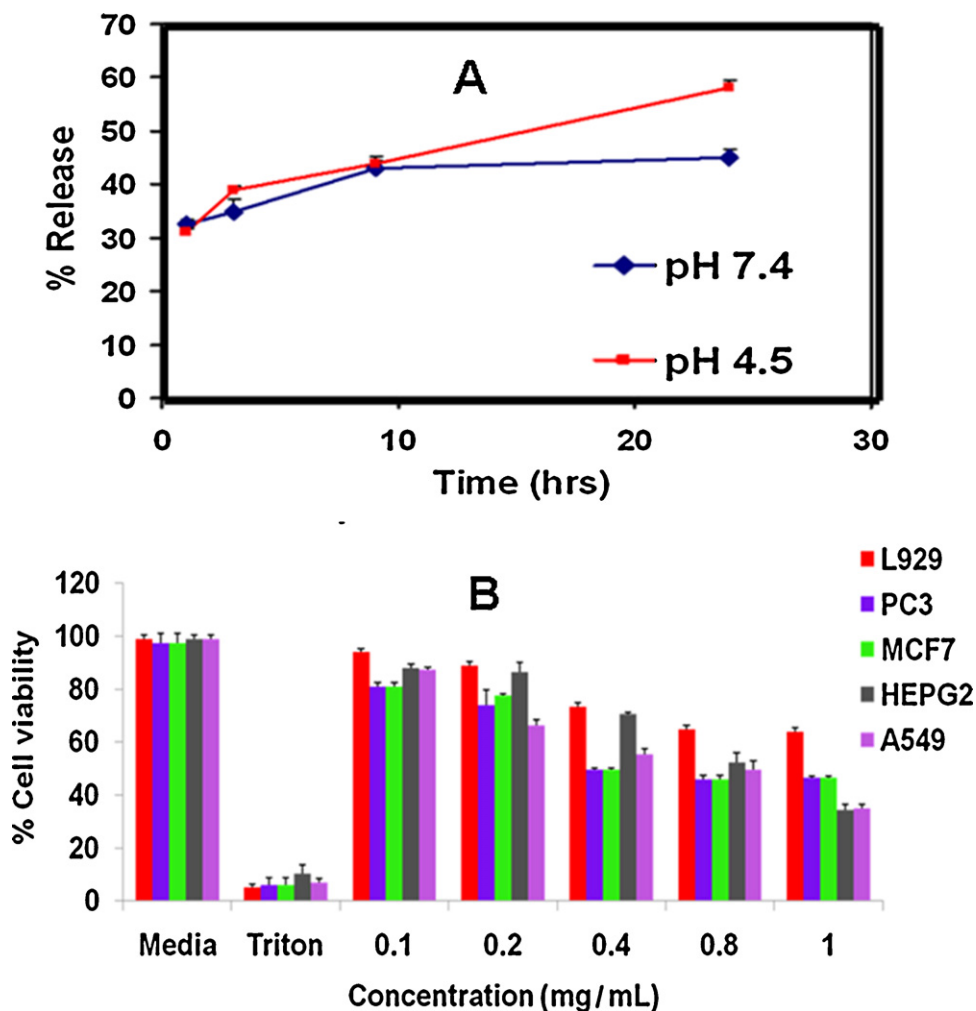 A
70
60
50
40
30
20
10
0
% Release
pH 7.4
pH 4.5
0 10 20 30
Time (hrs)
B
120
100
80
60
40
20
0
% Cell viability
L929
PC3
MCF7
HEPG2
A549
Media Triton 0.1 0.2 0.4 0.8 1
Concentration (mg/mL)